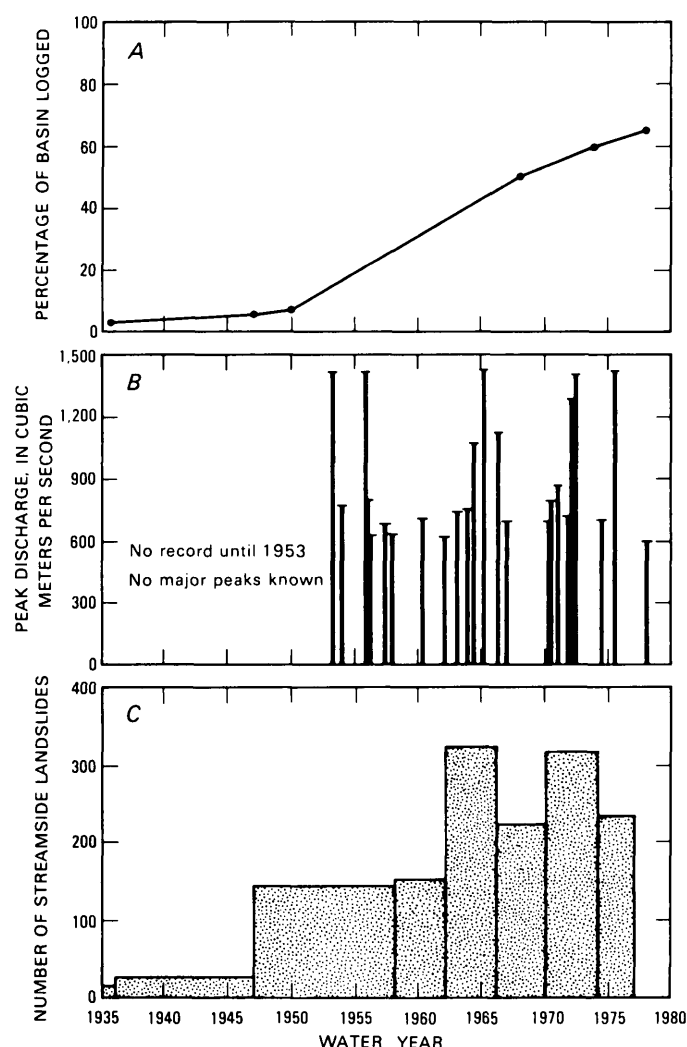 PERCENTAGE OF BASIN LOGGED
A
100
80
60
40
20
0
PEAK DISCHARGE, IN CUBIC
METERS PER SECOND
B
1,500
1,200
900
600
300
0
No record until 1953
No major peaks known
NUMBER OF STREAMSIDE LANDSLIDES
C
400
300
200
100
0
1935 1940 1945 1950 1955 1960 1965 1970 1975 1980
WATER YEAR